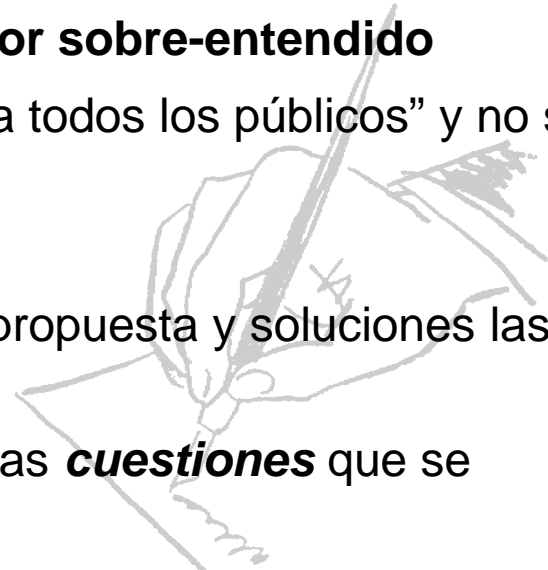 or sobre-entendido
a todos los públicos” y no s
propuesta y soluciones las
as cuestiones que se